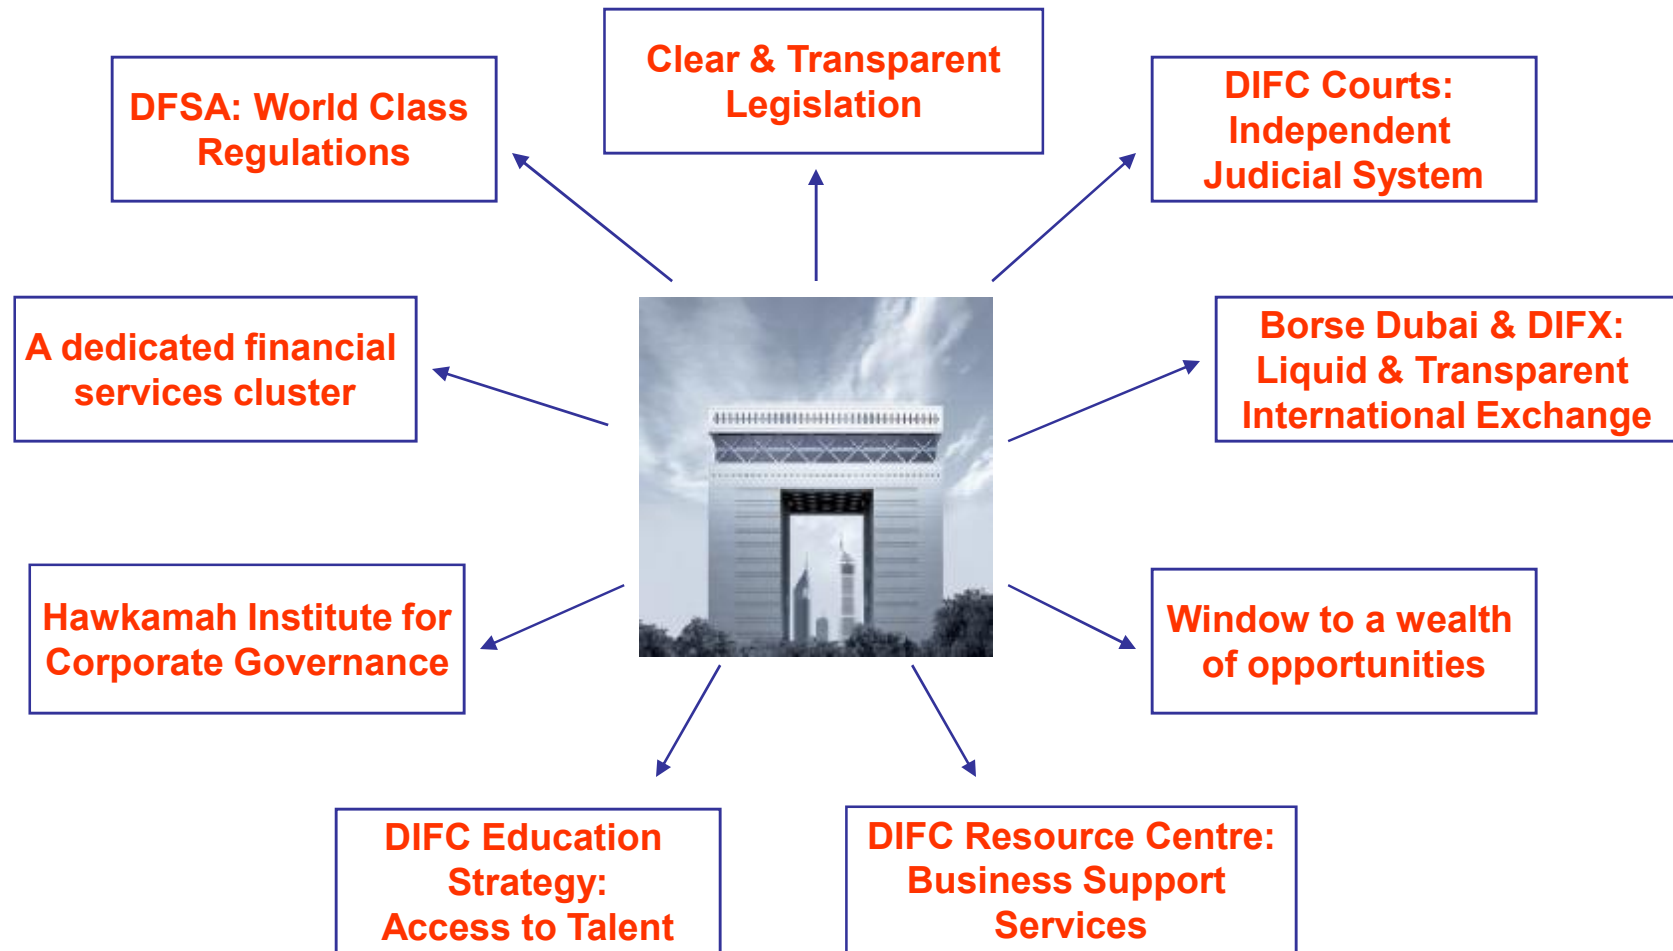 Clear & Transparent
Legislation
DFSA: World Class
Regulations
DIFC Courts:
Independent
Judicial System
A dedicated financial
services cluster
Borse Dubai & DIFX:
Liquid & Transparent
International Exchange
Hawkamah Institute for
Corporate Governance
Window to a wealth
of opportunities
DIFC Education
Strategy:
Access to Talent
DIFC Resource Centre:
Business Support
Services